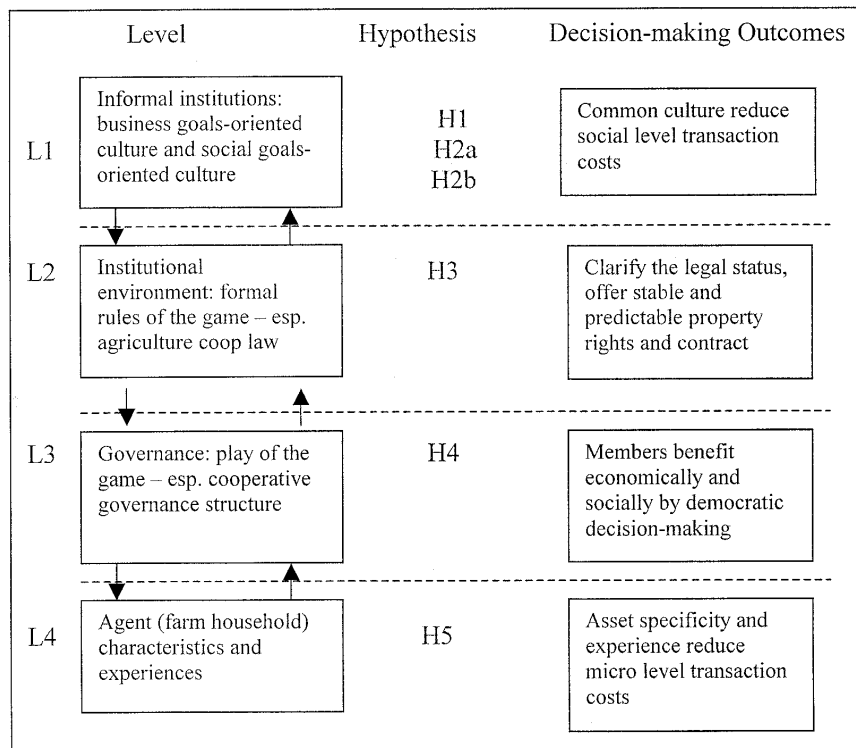 Level Hypothesis Decision-making Outcomes
L1
Informal institutions:
business goals-oriented
culture and social goals-
oriented culture
H1
H2a
H2b
Common culture reduce
social level transaction
costs
L2
Institutional
environment: formal
rules of the game – esp.
agriculture coop law
H3
Clarify the legal status,
offer stable and
predictable property
rights and contract
L3
Governance: play of the
game – esp. cooperative
governance structure
H4
Members benefit
economically and
socially by democratic
decision-making
L4
Agent (farm household)
characteristics and
experiences
H5
Asset specificity and
experience reduce
micro level transaction
costs